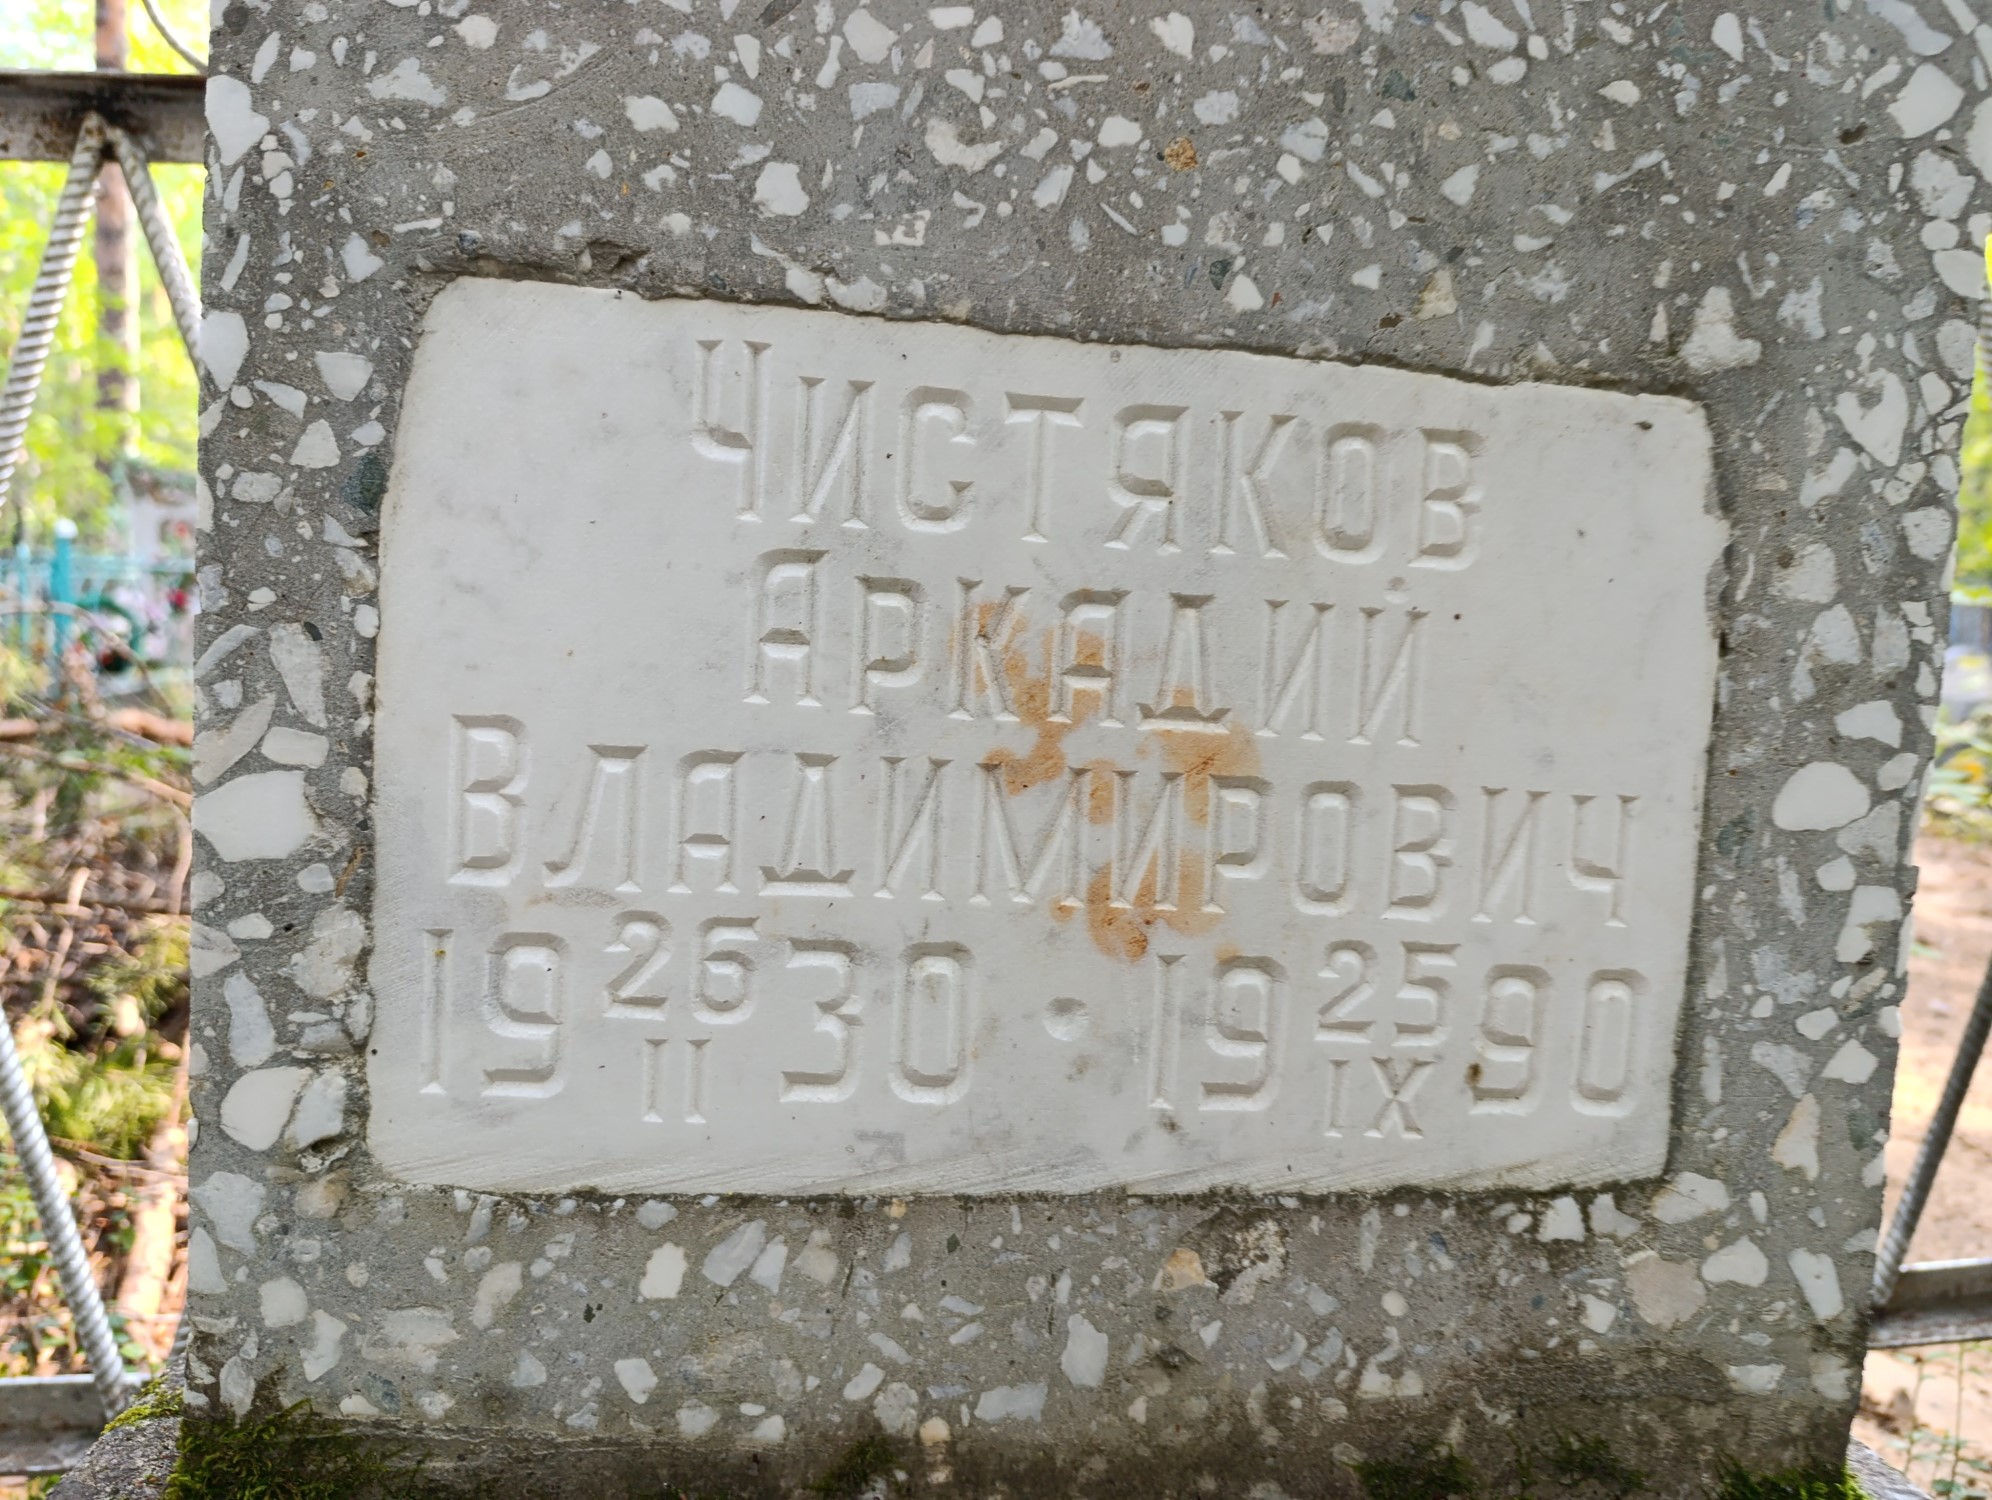 Чистяков
Аркадий
Владимирович
19 26/II 30 · 19 25/IX 90